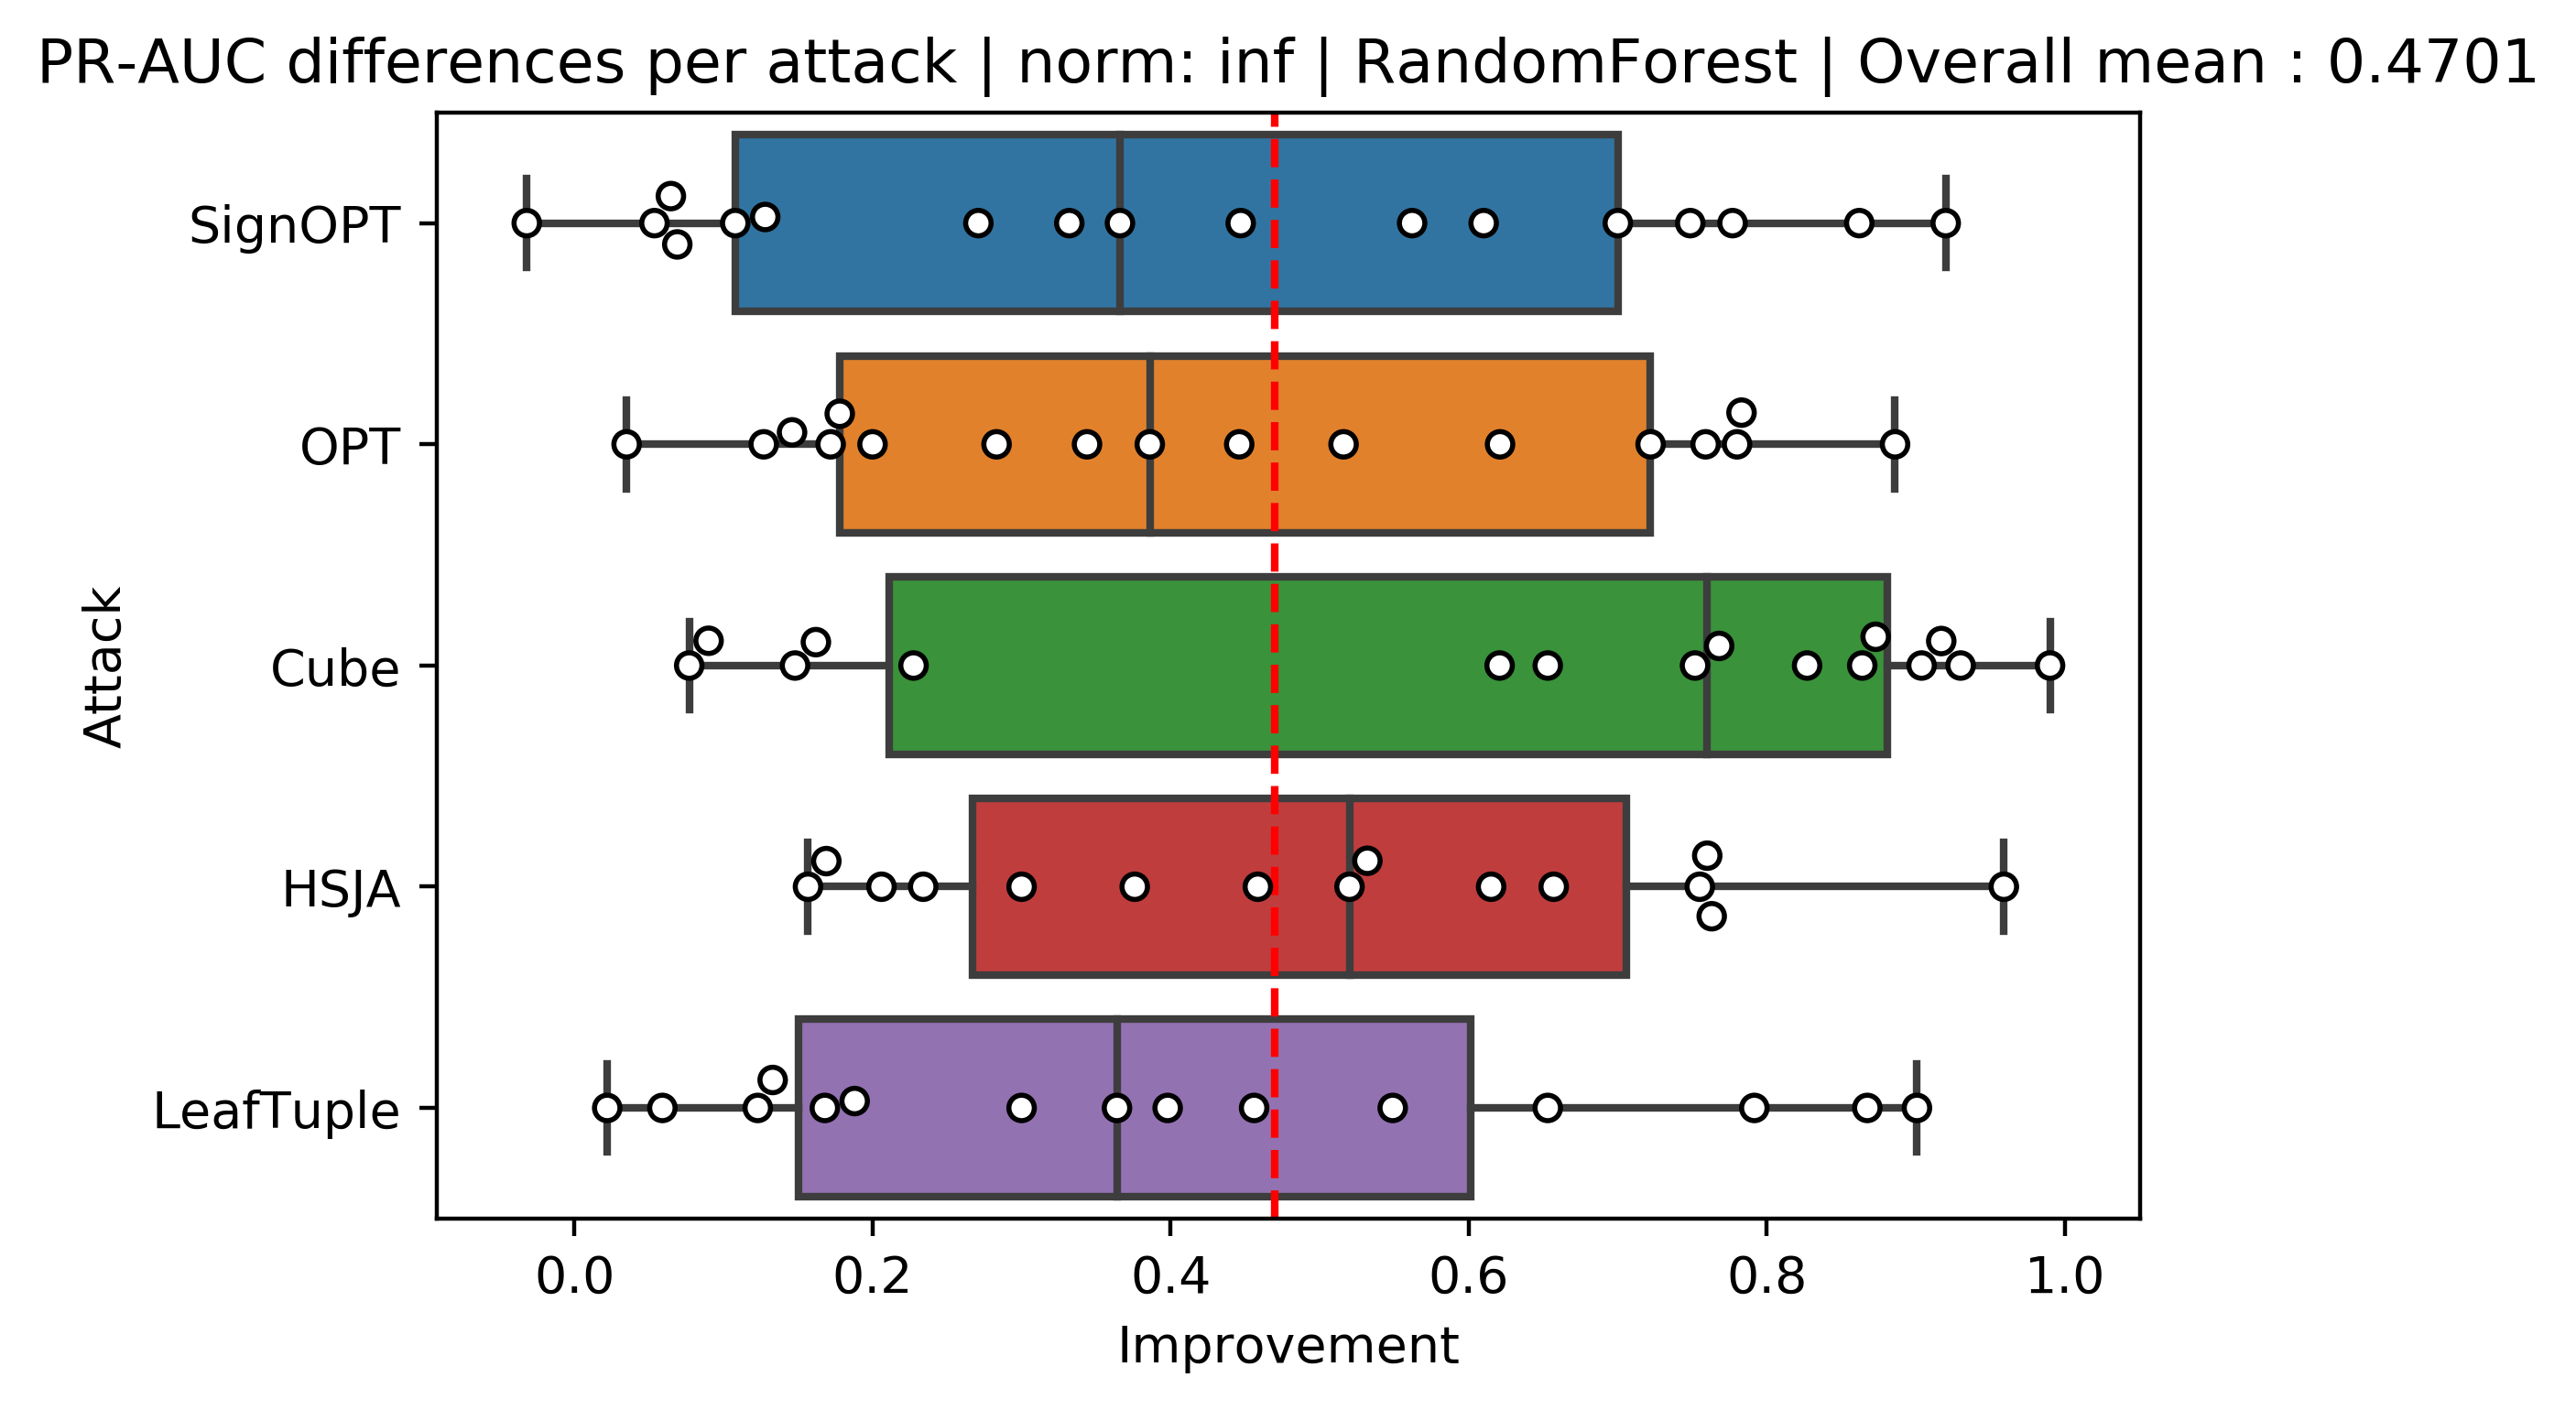 PR-AUC differences per attack | norm: inf | RandomForest | Overall mean : 0.4701
SignOPT
OPT
Cube
HSJA
LeafTuple
Attack
0.0 0.2 0.4 0.6 0.8 1.0
Improvement